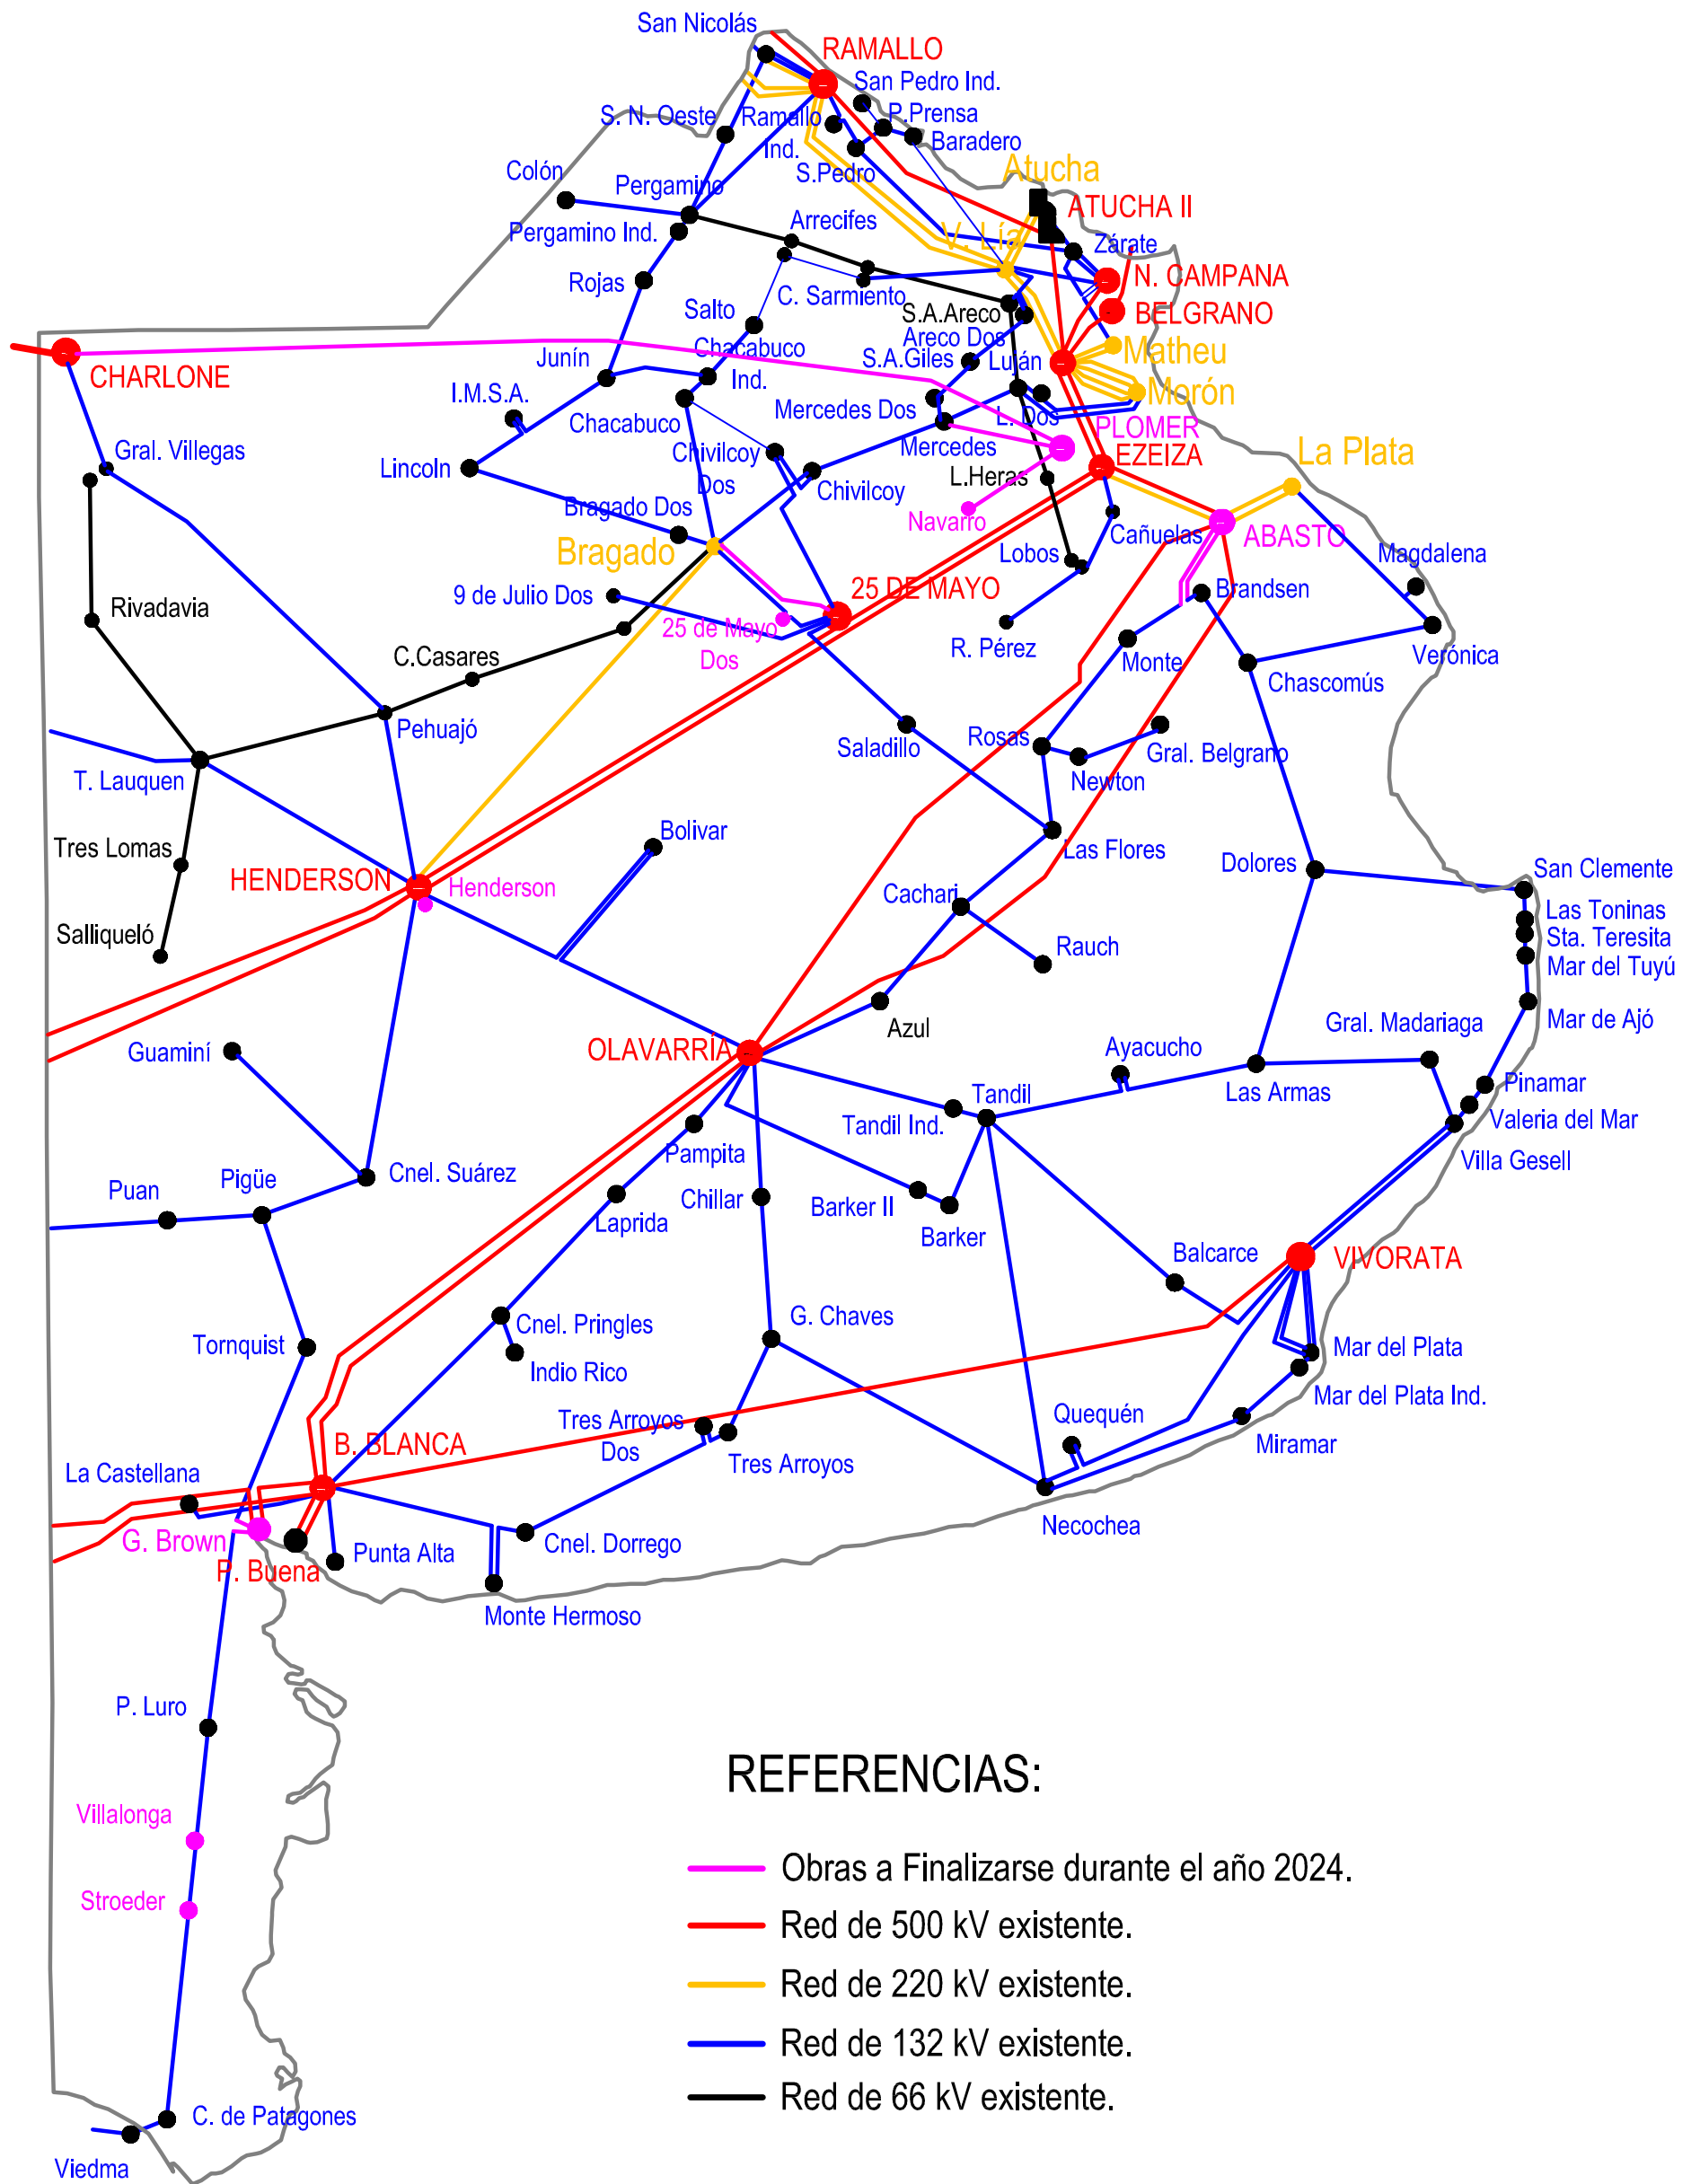 San Nicolás
RAMALLO
San Pedro Ind.
S. N. Oeste
Ramallo
Ind.
P.Prensa
Baradero
S.Pedro
Atucha
Colón
Pergamino
ATUCHA II
Arrecifes
Pergamino Ind.
V. Lía
Zárate
Rojas
C. Sarmiento
N. CAMPANA
Salto
S.A.Areco
BELGRANO
Areco Dos
Junín
Chacabuco
Ind.
S.A.Giles
Luján
Matheu
CHARLONE
I.M.S.A.
Morón
Chacabuco
Mercedes Dos
L. Dos
PLOMER
Gral. Villegas
Lincoln
Chivilcoy
Dos
Mercedes
EZEIZA
La Plata
L.Heras
Chivilcoy
Bragado Dos
Navarro
Cañuelas
ABASTO
Bragado
Lobos
Magdalena
9 de Julio Dos
25 DE MAYO
Brandsen
Rivadavia
25 de Mayo
Dos
R. Pérez
Monte
Verónica
C.Casares
Chascomús
Pehuajó
Saladillo
Rosas
Gral. Belgrano
T. Lauquen
Newton
Bolivar
Tres Lomas
Las Flores
Dolores
San Clemente
HENDERSON
Henderson
Cachari
Las Toninas
Salliqueló
Sta. Teresita
Rauch
Mar del Tuyú
Azul
Mar de Ajó
Guaminí
OLAVARRÍA
Ayacucho
Gral. Madariaga
Las Armas
Pinamar
Tandil
Tandil Ind.
Valeria del Mar
Pampita
Villa Gesell
Puan
Pigüe
Cnel. Suárez
Laprida
Chillar
Barker II
Barker
Balcarce
VIVORATA
Tornquist
Cnel. Pringles
G. Chaves
Mar del Plata
Indio Rico
Mar del Plata Ind.
Tres Arroyos
Dos
Quequén
Miramar
B. BLANCA
La Castellana
Tres Arroyos
Necochea
G. Brown
Punta Alta
Cnel. Dorrego
P. Buena
Monte Hermoso
P. Luro
REFERENCIAS:
Villalonga
Obras a Finalizarse durante el año 2024.
Stroeder
Red de 500 kV existente.
Red de 220 kV existente.
Red de 132 kV existente.
Red de 66 kV existente.
C. de Patagones
Viedma